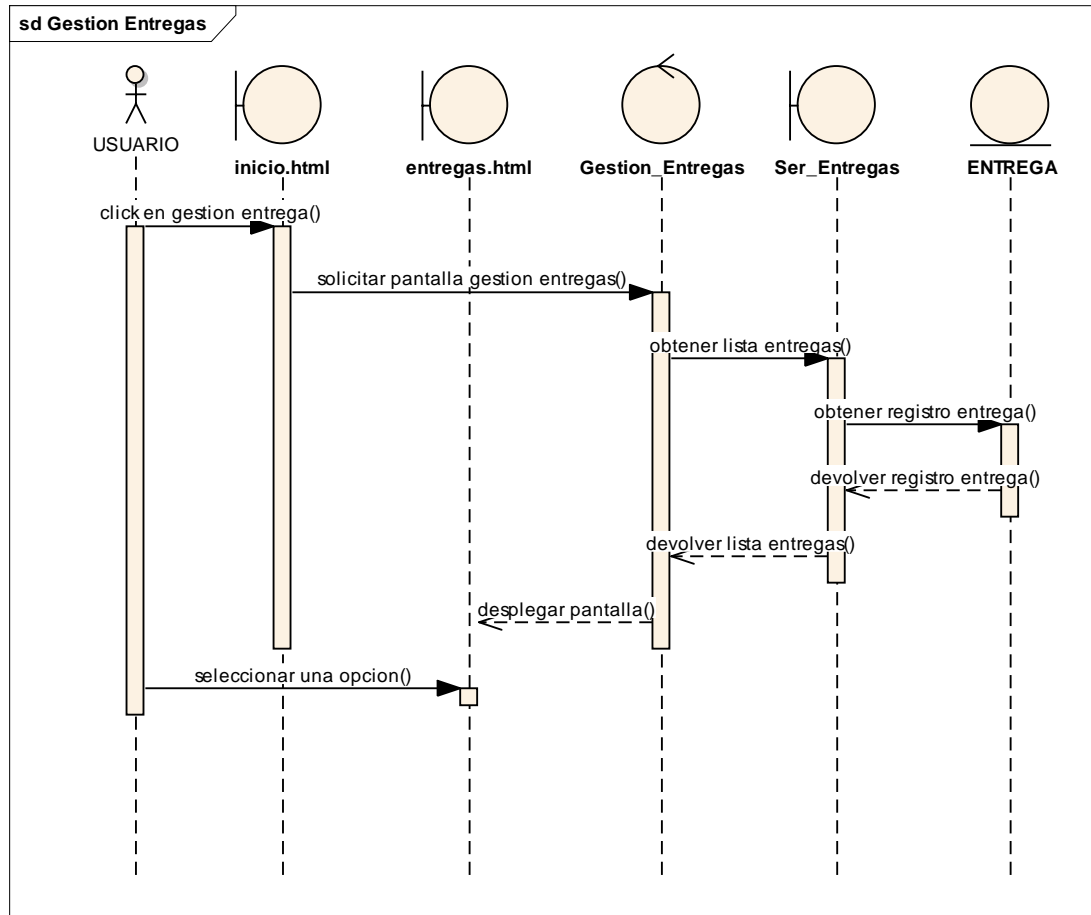 sd Gestion Entregas
USUARIO
inicio.html
entregas.html
Gestion_Entregas
Ser_Entregas
ENTREGA
click en gestion entrega()
solicitar pantalla gestion entregas()
obtener lista entregas()
obtener registro entrega()
devolver registro entrega()
devolver lista entregas()
desplegar pantalla()
seleccionar una opcion()